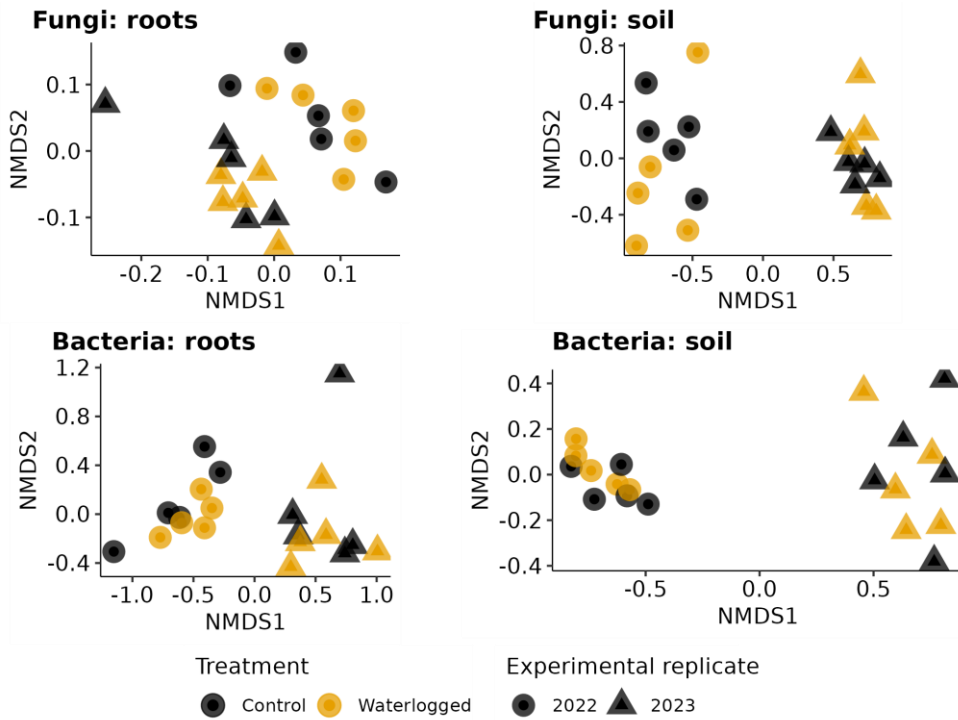 Fungi: roots
NMDS2
0.1
0.0
-0.1
-0.2 -0.1 0.0 0.1
NMDS1
Fungi: soil
NMDS2
0.8
0.4
0.0
-0.4
-0.5 0.0 0.5
NMDS1
Bacteria: roots
NMDS2
1.2
0.8
0.4
0.0
-0.4
-1.0 -0.5 0.0 0.5 1.0
NMDS1
Bacteria: soil
NMDS2
0.4
0.2
0.0
-0.2
-0.4
-0.5 0.0 0.5
NMDS1
Treatment
Control Waterlogged
Experimental replicate
2022 2023